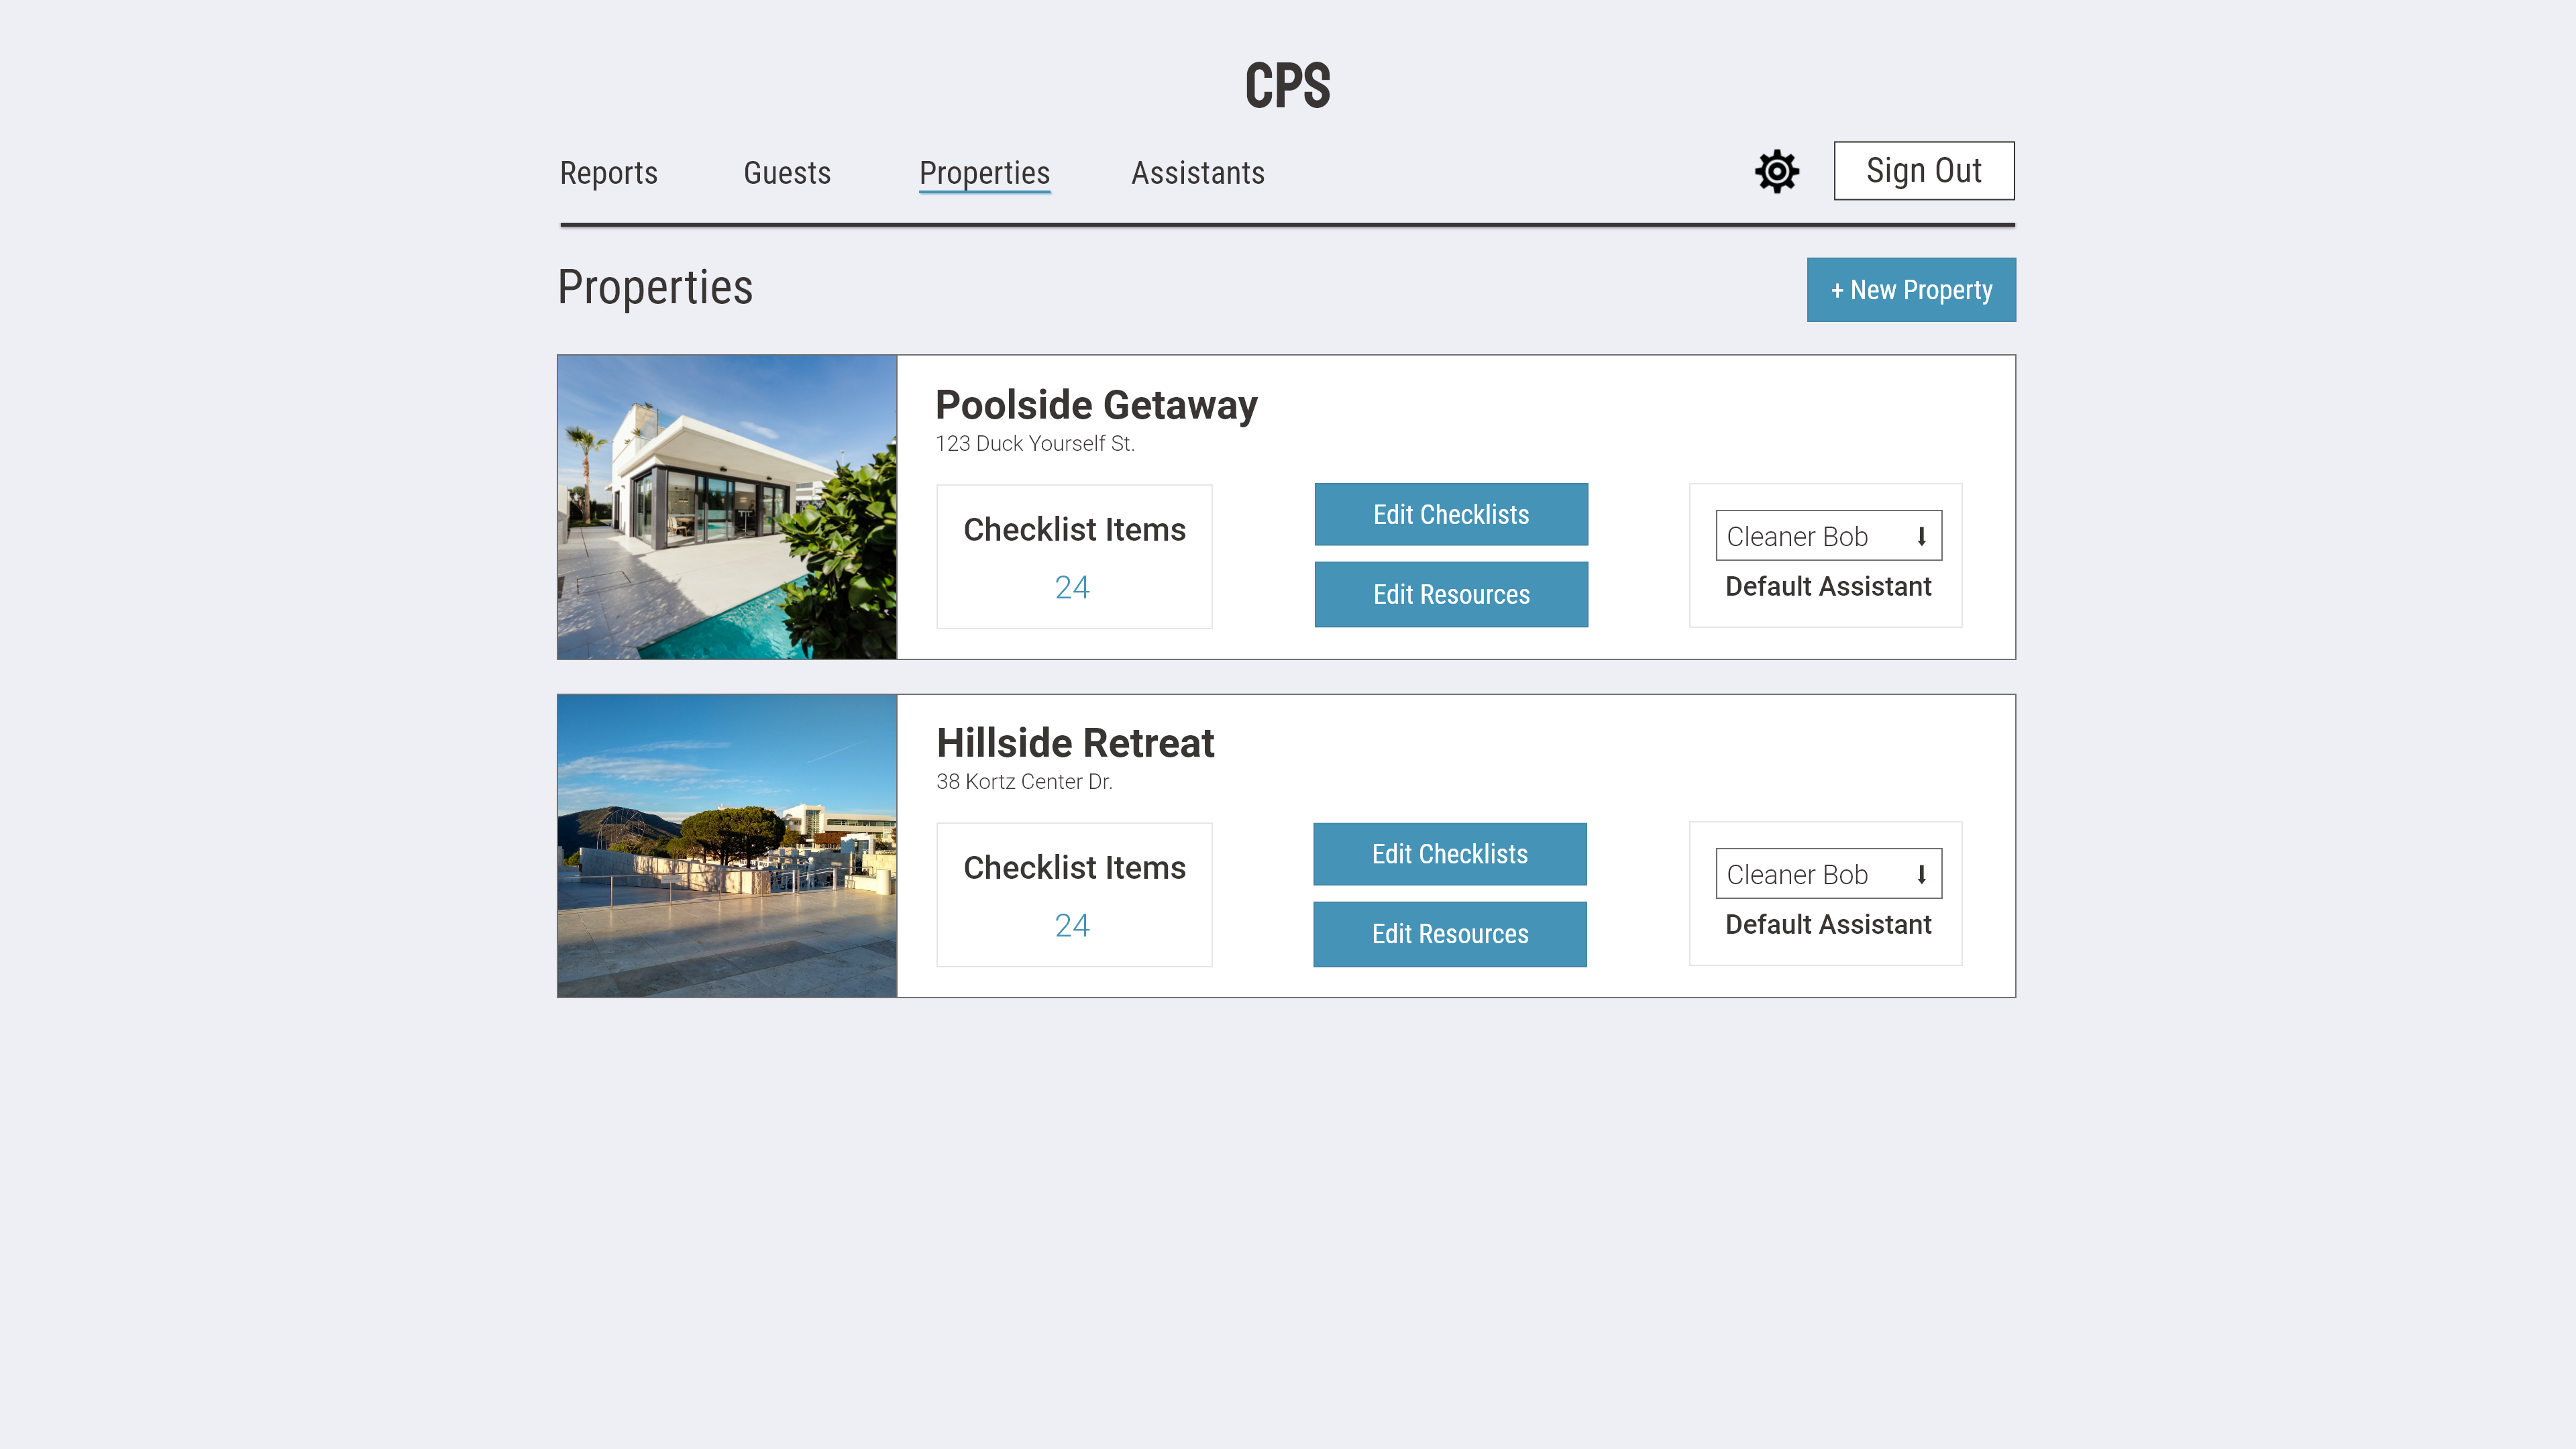 CPS
Reports Guests Properties Assistants Sign Out
Properties + New Property
Poolside Getaway
123 Duck Yourself St.
Checklist Items
24
Edit Checklists
Edit Resources
Cleaner Bob
Default Assistant
Hillside Retreat
38 Kortz Center Dr.
Checklist Items
24
Edit Checklists
Edit Resources
Cleaner Bob
Default Assistant